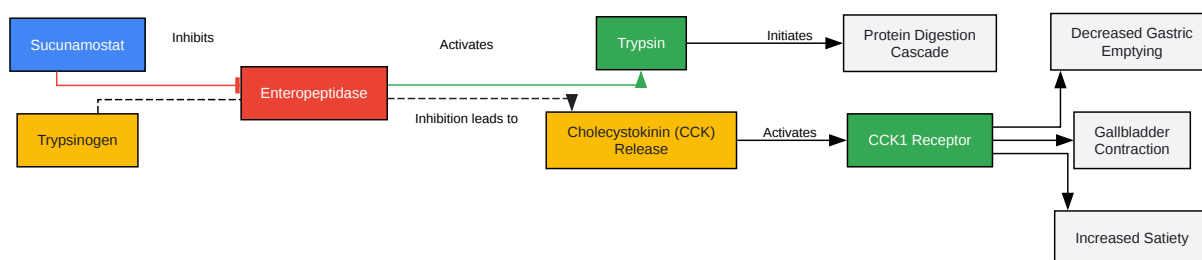 Sucunamostat
Inhibits
Trypsinogen
Enteropeptidase
Activates
Inhibition leads to
Trypsin
Initiates
Protein Digestion
Cascade
Cholecystokinin (CCK)
Release
Activates
CCK1 Receptor
Decreased Gastric
Emptying
Gallbladder
Contraction
Increased Satiety